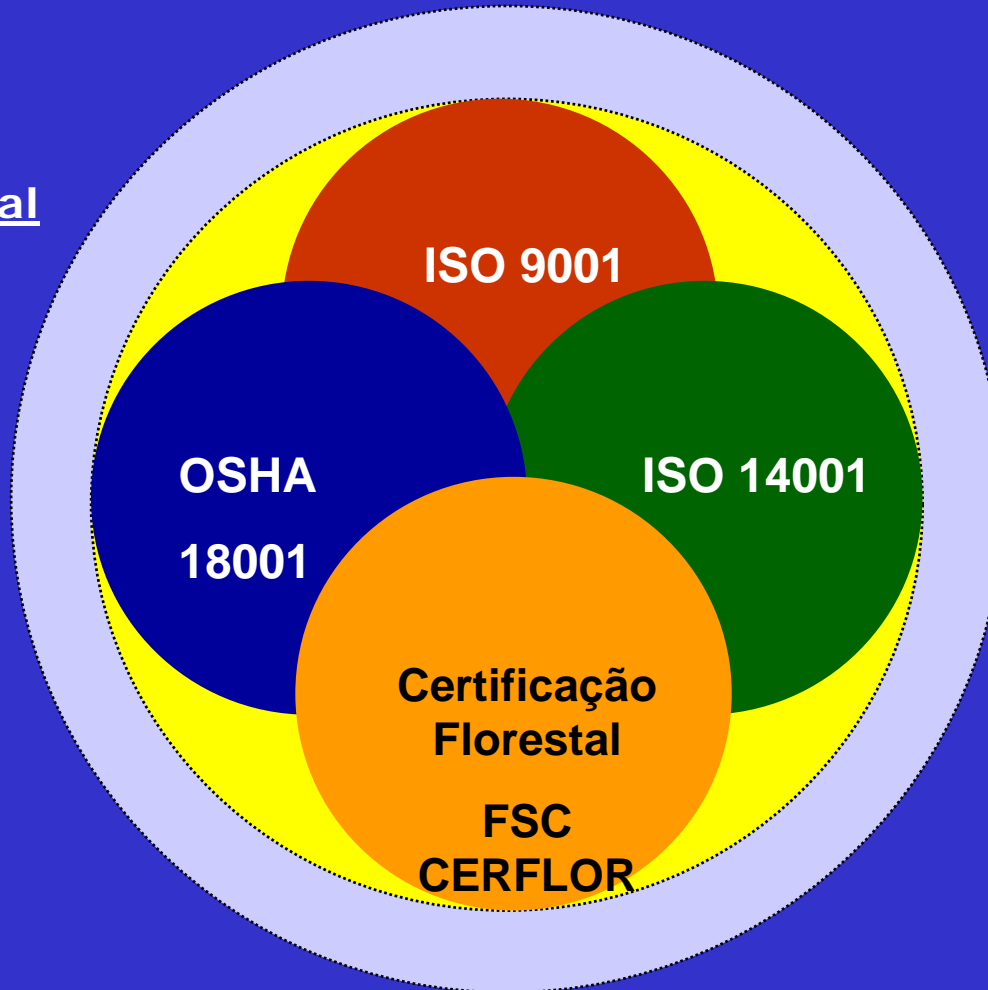 al
ISO 9001
OSHA
18001
ISO 14001
Certificação
Florestal
FSC
CERFLOR